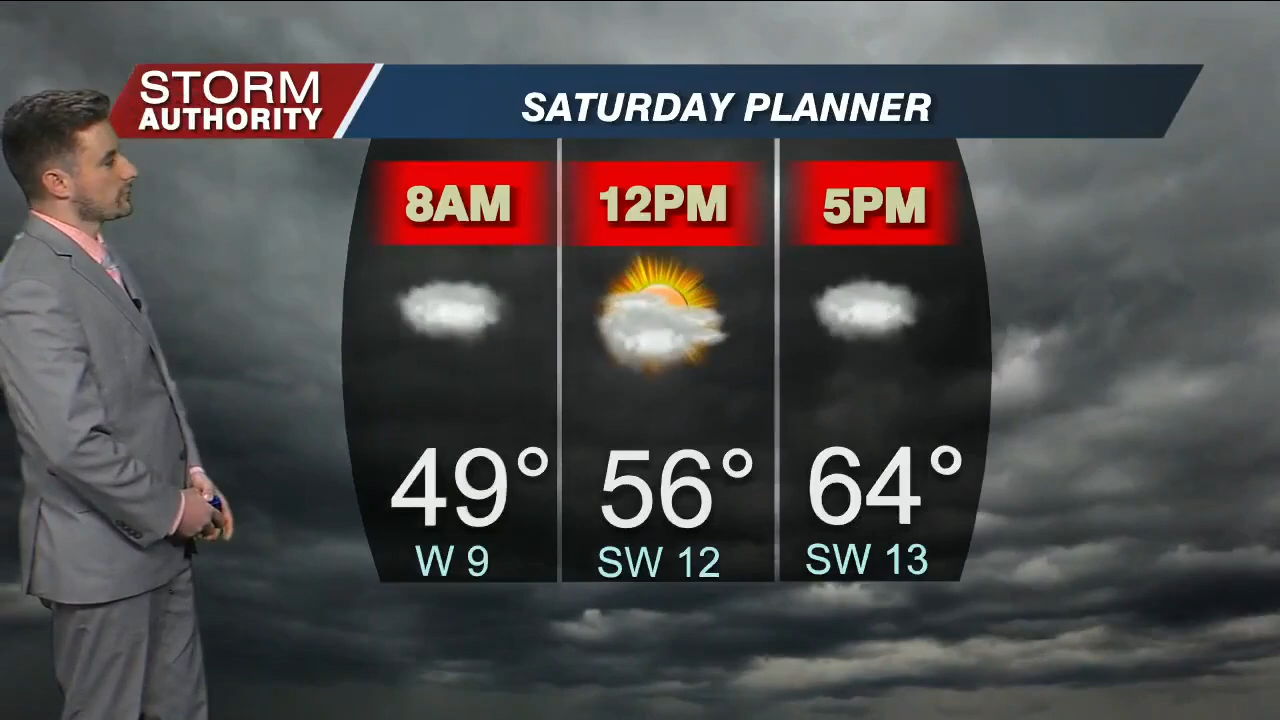 STORM
AUTHORITY
SATURDAY PLANNER
8AM
12PM
5PM
49°
56°
64°
W 9
SW 12
SW 13